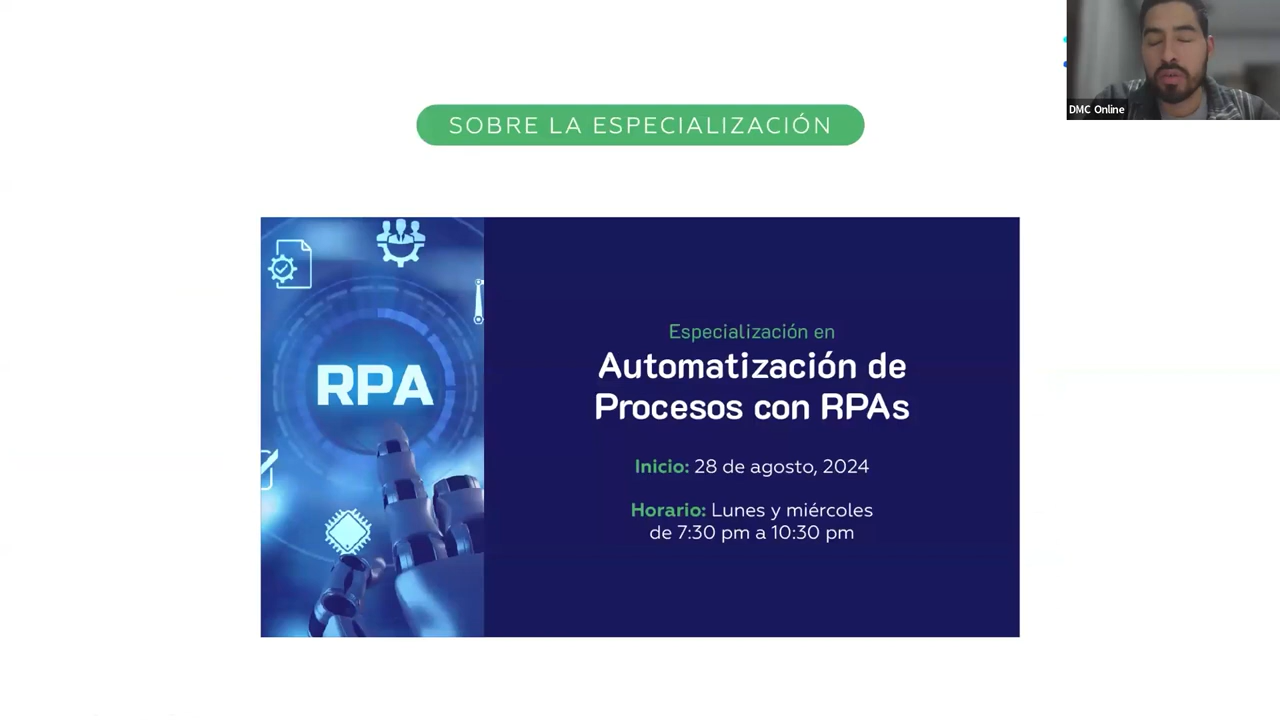 SOBRE LA ESPECIALIZACIÓN
DMC Online
RPA
Especialización en
Automatización de
Procesos con RPAs
Inicio: 28 de agosto, 2024
Horario: Lunes y miércoles
de 7:30 pm a 10:30 pm